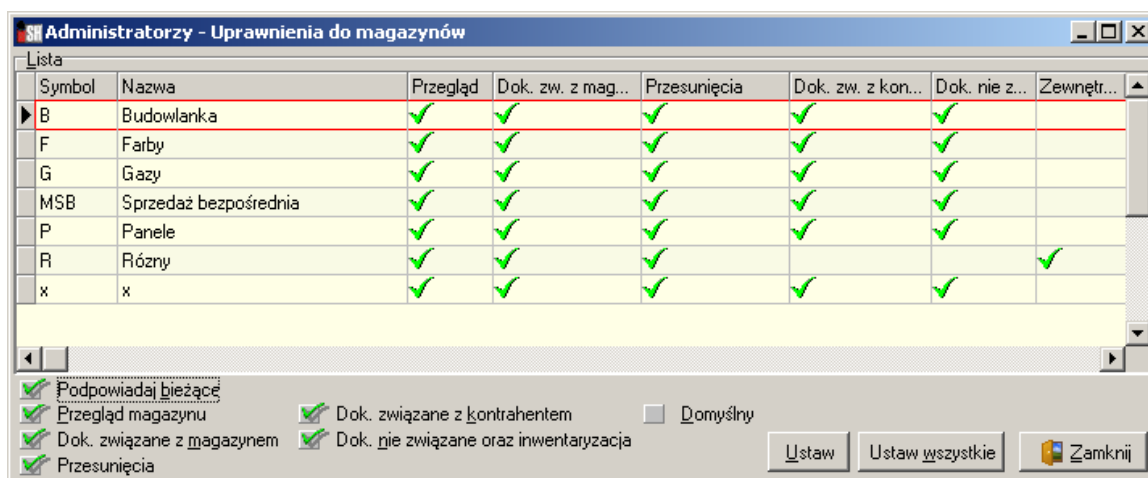 SH Administratorzy - Uprawnienia do magazynów
Lista
Symbol Nazwa Przegląd Dok. zw. z mag... Przesunięcia Dok. zw. z kon... Dok. nie z... Zewnętr...
B Budowlanka
F Farby
G Gazy
MSB Sprzedaż bezpośrednia
P Panele
R Rózny
x x
Podpowiadaj bieżące
Przegląd magazynu Dok. związane z kontrahentem Domyślny
Dok. związane z magazynem Dok. nie związane oraz inwentaryzacja
Przesunięcia Ustaw Ustaw wszystkie Zamknij